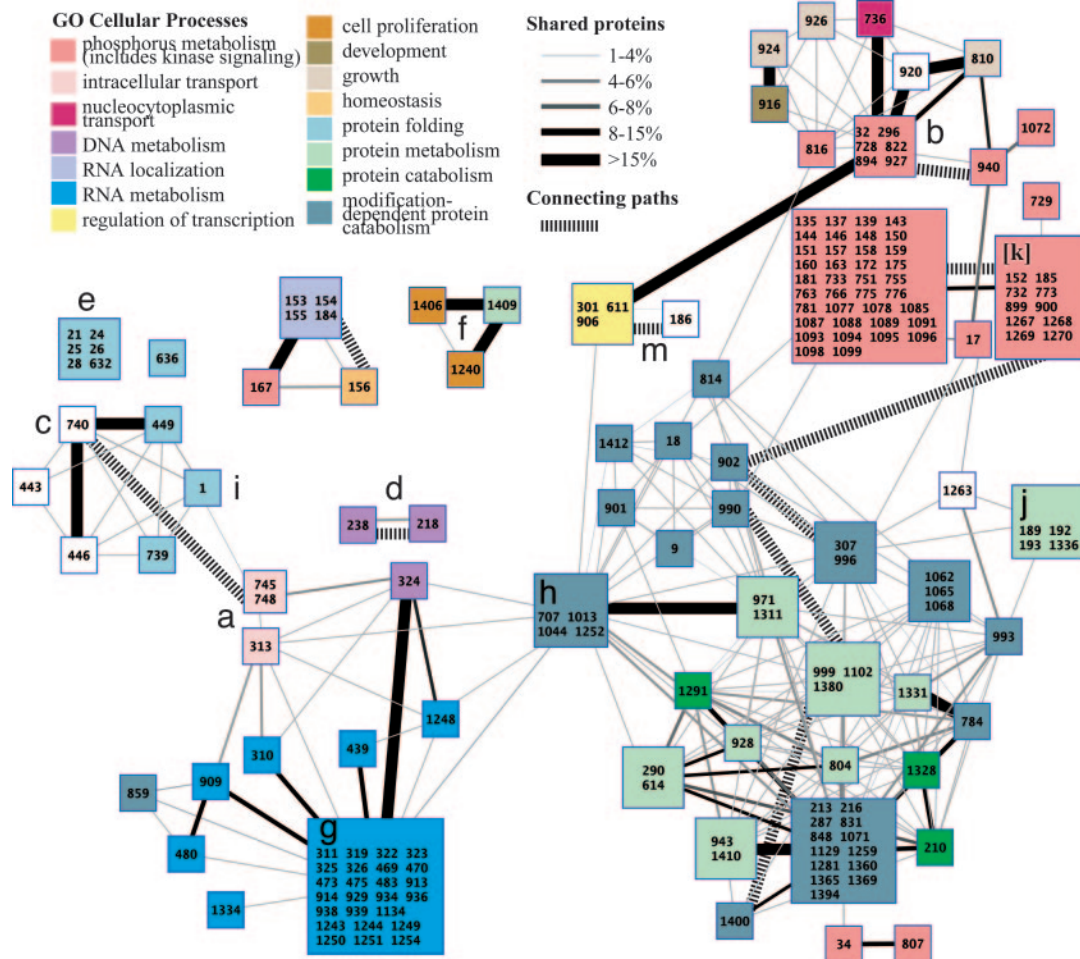 GO Cellular Processes
phosphorus metabolism
(includes kinase signaling)
intracellular transport
nucleocytoplasmic
transport
DNA metabolism
RNA localization
RNA metabolism
regulation of transcription
cell proliferation
development
growth
homeostasis
protein folding
protein metabolism
protein catabolism
modification-
dependent protein
catabolism
Shared proteins
1-4%
4-6%
6-8%
8-15%
>15%
Connecting paths
926
736
924
920
810
916
b
32 296
728 822
894 927
816
940
1072
729
135 137 139 143
144 146 148 150
151 157 158 159
160 163 172 175
181 733 751 755
763 766 775 776
781 1077 1078 1085
1087 1088 1089 1091
1093 1094 1095 1096
1098 1099
[k]
152 185
732 773
899 900
1267 1268
1269 1270
17
301 611
906
186
m
e
21 24
25 26
28 632
636
153 154
155 184
167
156
1406
1409
f
1240
c
740
449
443
1
i
446
739
d
238
218
745
748
a
313
324
1248
310
439
909
859
480
1334
g
311 319 322 323
325 326 469 470
473 475 483 913
914 929 934 936
938 939 1134
1243 1244 1249
1250 1251 1254
814
1412
18
902
901
990
9
h
707 1013
1044 1252
307
996
1263
j
189 192
193 1336
971
1311
1062
1065
1068
993
999 1102
1380
1291
1331
784
928
290
614
804
1328
213 216
287 831
848 1071
1129 1259
1281 1360
1365 1369
1394
943
1410
210
1400
34
807